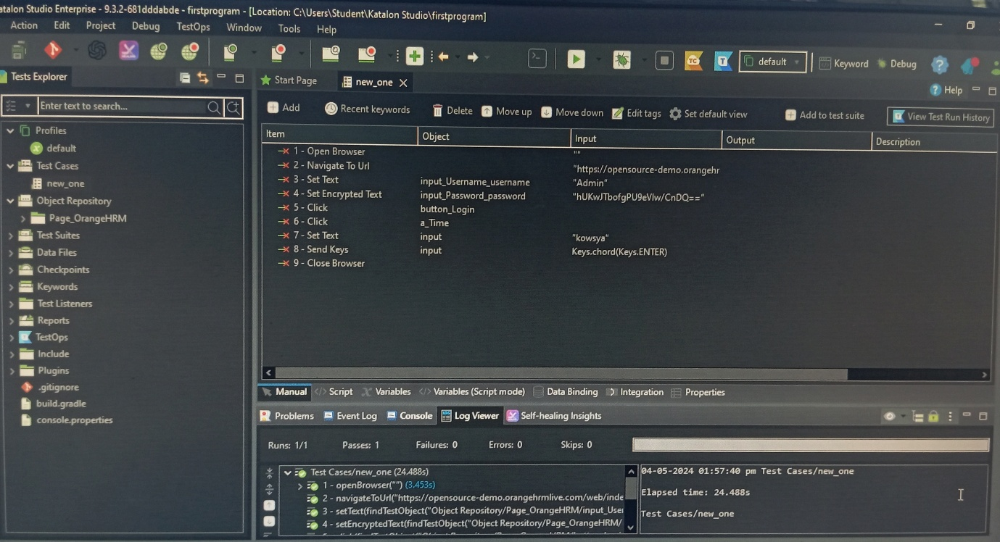 atalon Studio Enterprise - 9.3.2-681dddabde - firstprogram - [Location: C:\Users\Student\Katalon Studio\firstprogram]
Action Edit Project Debug TestOps Window Tools Help
default Keyword Debug
Tests Explorer
Start Page new_one
Help
Enter text to search...
Add Recent keywords Delete Move up Move down Edit tags Set default view Add to test suite View Test Run History
Profiles
default
Test Cases
new_one
Object Repository
Page_OrangeHRM
Test Suites
Data Files
Checkpoints
Keywords
Test Listeners
Reports
TestOps
Include
Plugins
.gitignore
build.gradle
console.properties
Item Object Input Output Description
1 - Open Browser ""
2 - Navigate To Url "https://opensource-demo.orangehr
3 - Set Text input_Username_username "Admin"
4 - Set Encrypted Text input_Password_password "hUKwJTbofgPU9eVlw/CnDQ=="
5 - Click button_Login
6 - Click a_Time
7 - Set Text input "kowsya"
8 - Send Keys input Keys.chord(Keys.ENTER)
9 - Close Browser
Manual Script Variables Variables (Script mode) Data Binding Integration Properties
Problems Event Log Console Log Viewer Self-healing Insights
Runs: 1/1 Passes: 1 Failures: 0 Errors: 0 Skips: 0
Test Cases/new_one (24.488s)
1 - openBrowser("") (3.453s)
2 - navigateToUrl("https://opensource-demo.orangehrmlive.com/web/inde
3 - setText(findTestObject("Object Repository/Page_OrangeHRM/input_User
4 - setEncryptedText(findTestObject("Object Repository/Page_OrangeHRM/
04-05-2024 01:57:40 pm Test Cases/new_one
Elapsed time: 24.488s
Test Cases/new_one